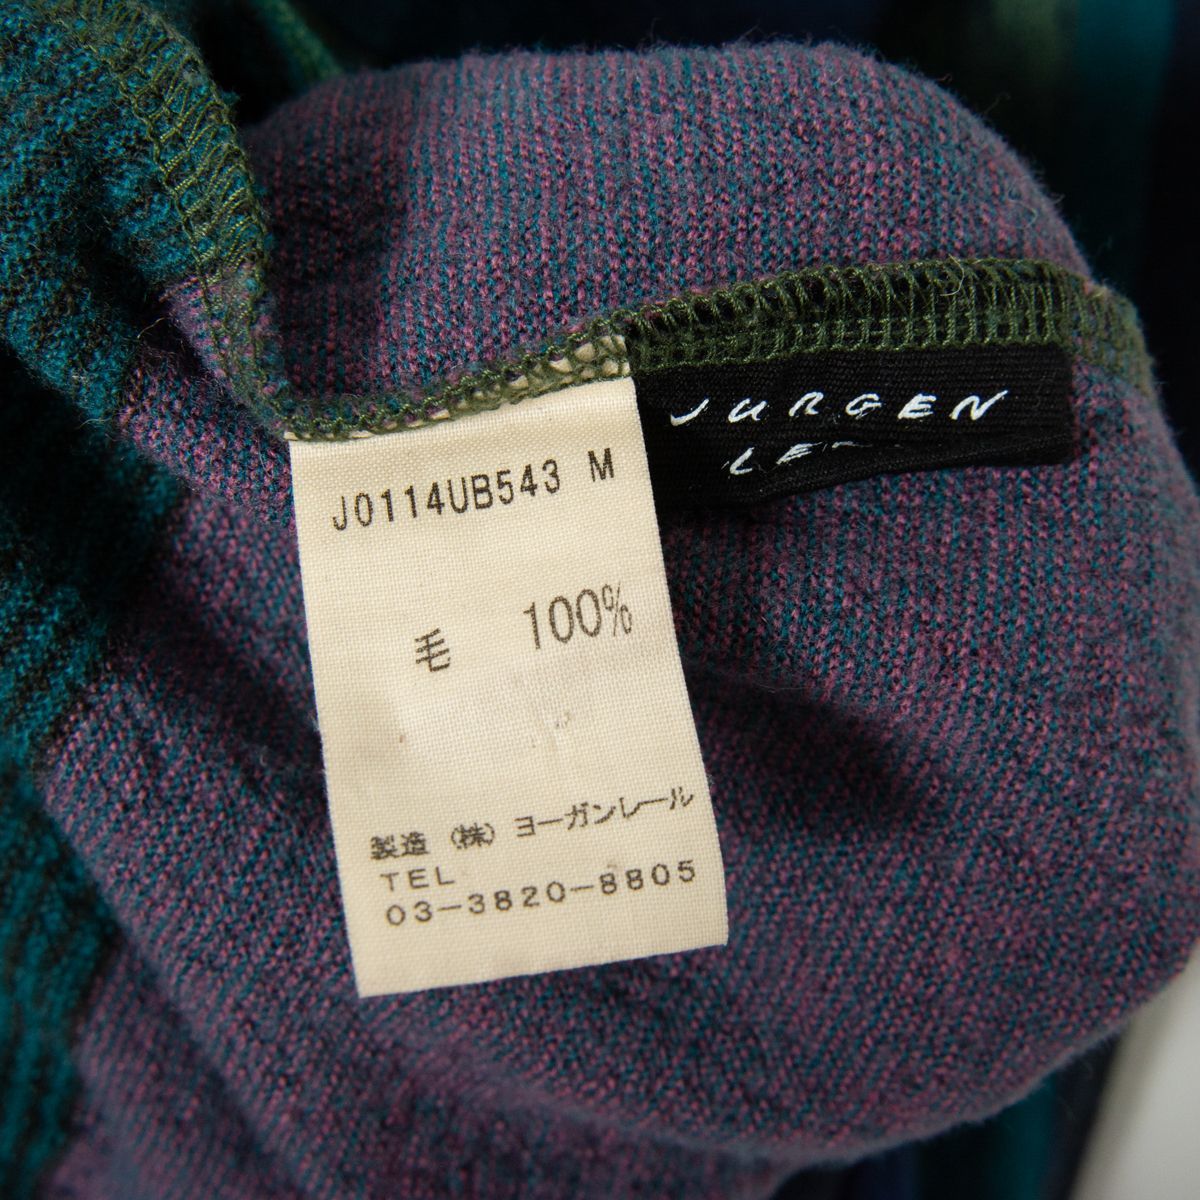 J0114UB543 M
毛 100%
製造 (株) ヨーガンレール
TEL
03-3820-8805
JURGEN